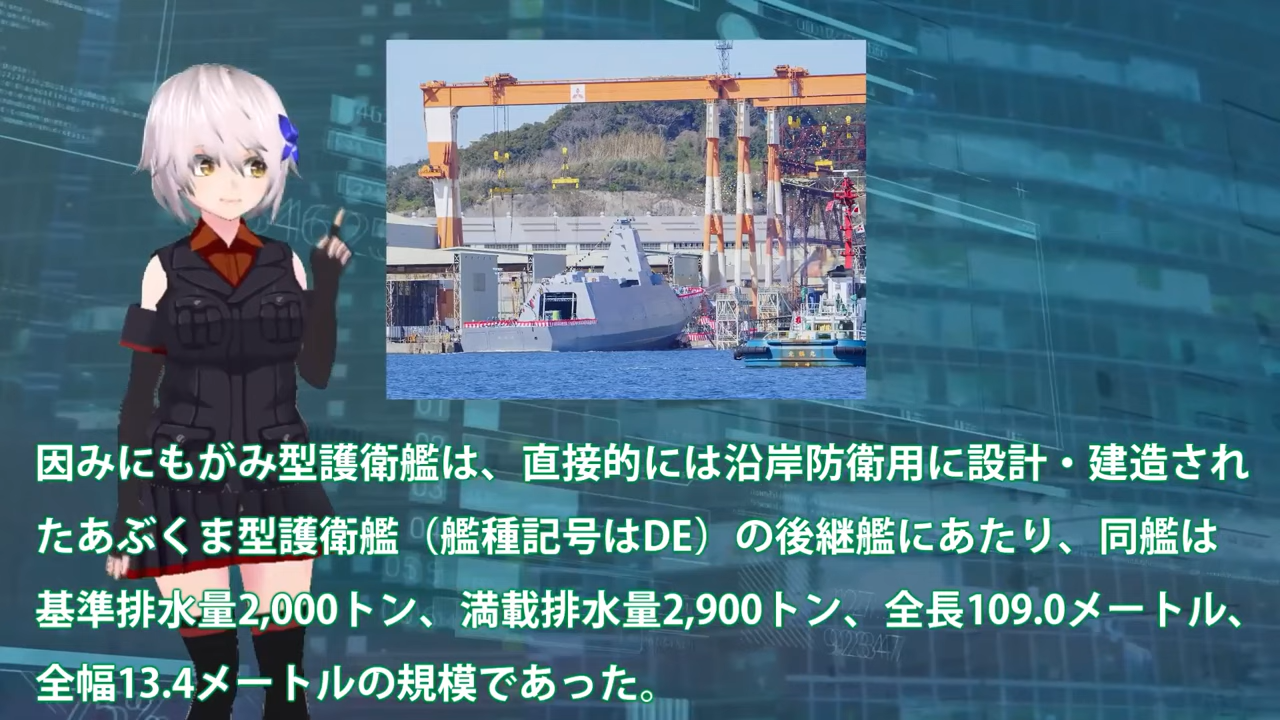 因みにもがみ型護衛艦は、直接的には沿岸防衛用に設計・建造され
たあぶくま型護衛艦（艦種記号はDE）の後継艦にあたり、同艦は
基準排水量2,000トン、満載排水量2,900トン、全長109.0メートル、
全幅13.4メートルの規模であった。